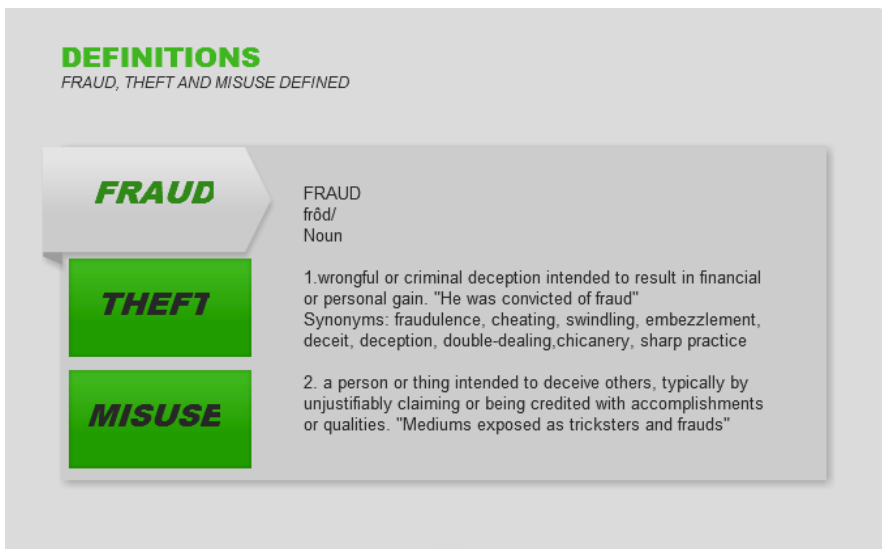 DEFINITIONS
FRAUD, THEFT AND MISUSE DEFINED
FRAUD
THEFT
MISUSE
FRAUD
frôd/
Noun
1.wrongful or criminal deception intended to result in financial
or personal gain. "He was convicted of fraud"
Synonyms: fraudulence, cheating, swindling, embezzlement,
deceit, deception, double-dealing,chicanery, sharp practice
2. a person or thing intended to deceive others, typically by
unjustifiably claiming or being credited with accomplishments
or qualities. "Mediums exposed as tricksters and frauds"